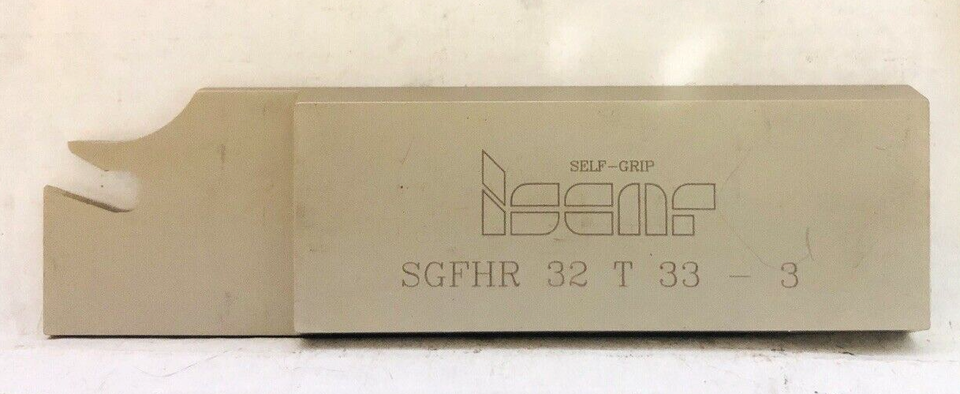 SELF-GRIP
iscar
SGFHR 32 T 33 - 3